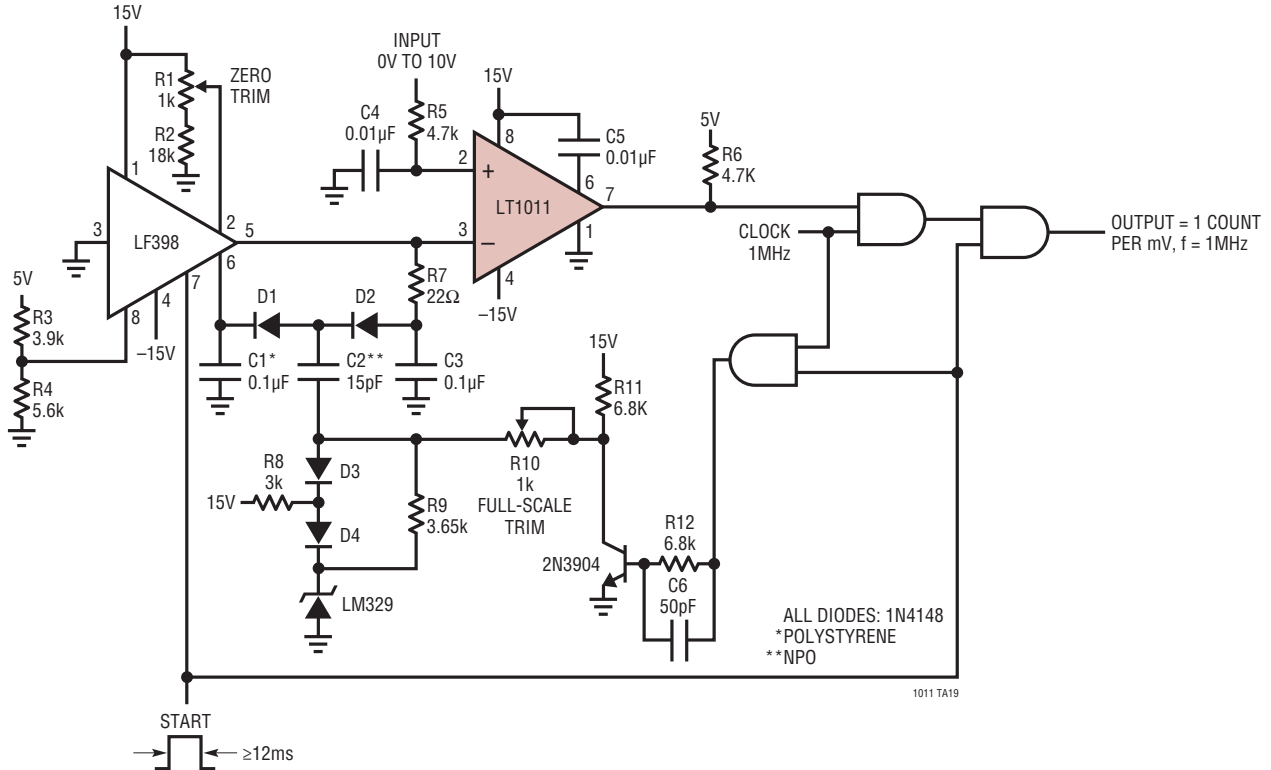 15V
R1
1k
ZERO
TRIM
R2
18k
1
3
LF398
2
5
6
7
4
8
–15V
5V
R3
3.9k
R4
5.6k
INPUT
0V TO 10V
C4
0.01µF
R5
4.7k
15V
8
C5
0.01µF
2
+
LT1011
3
–
6
7
1
4
–15V
5V
R6
4.7K
CLOCK
1MHz
OUTPUT = 1 COUNT
PER mV, f = 1MHz
R7
22Ω
D1
D2
C1*
0.1µF
C2**
15pF
C3
0.1µF
15V
R11
6.8K
R8
3k
15V
D3
D4
R9
3.65k
R10
1k
FULL-SCALE
TRIM
LM329
2N3904
R12
6.8k
C6
50pF
ALL DIODES: 1N4148
*POLYSTYRENE
**NPO
1011 TA19
START
≥12ms